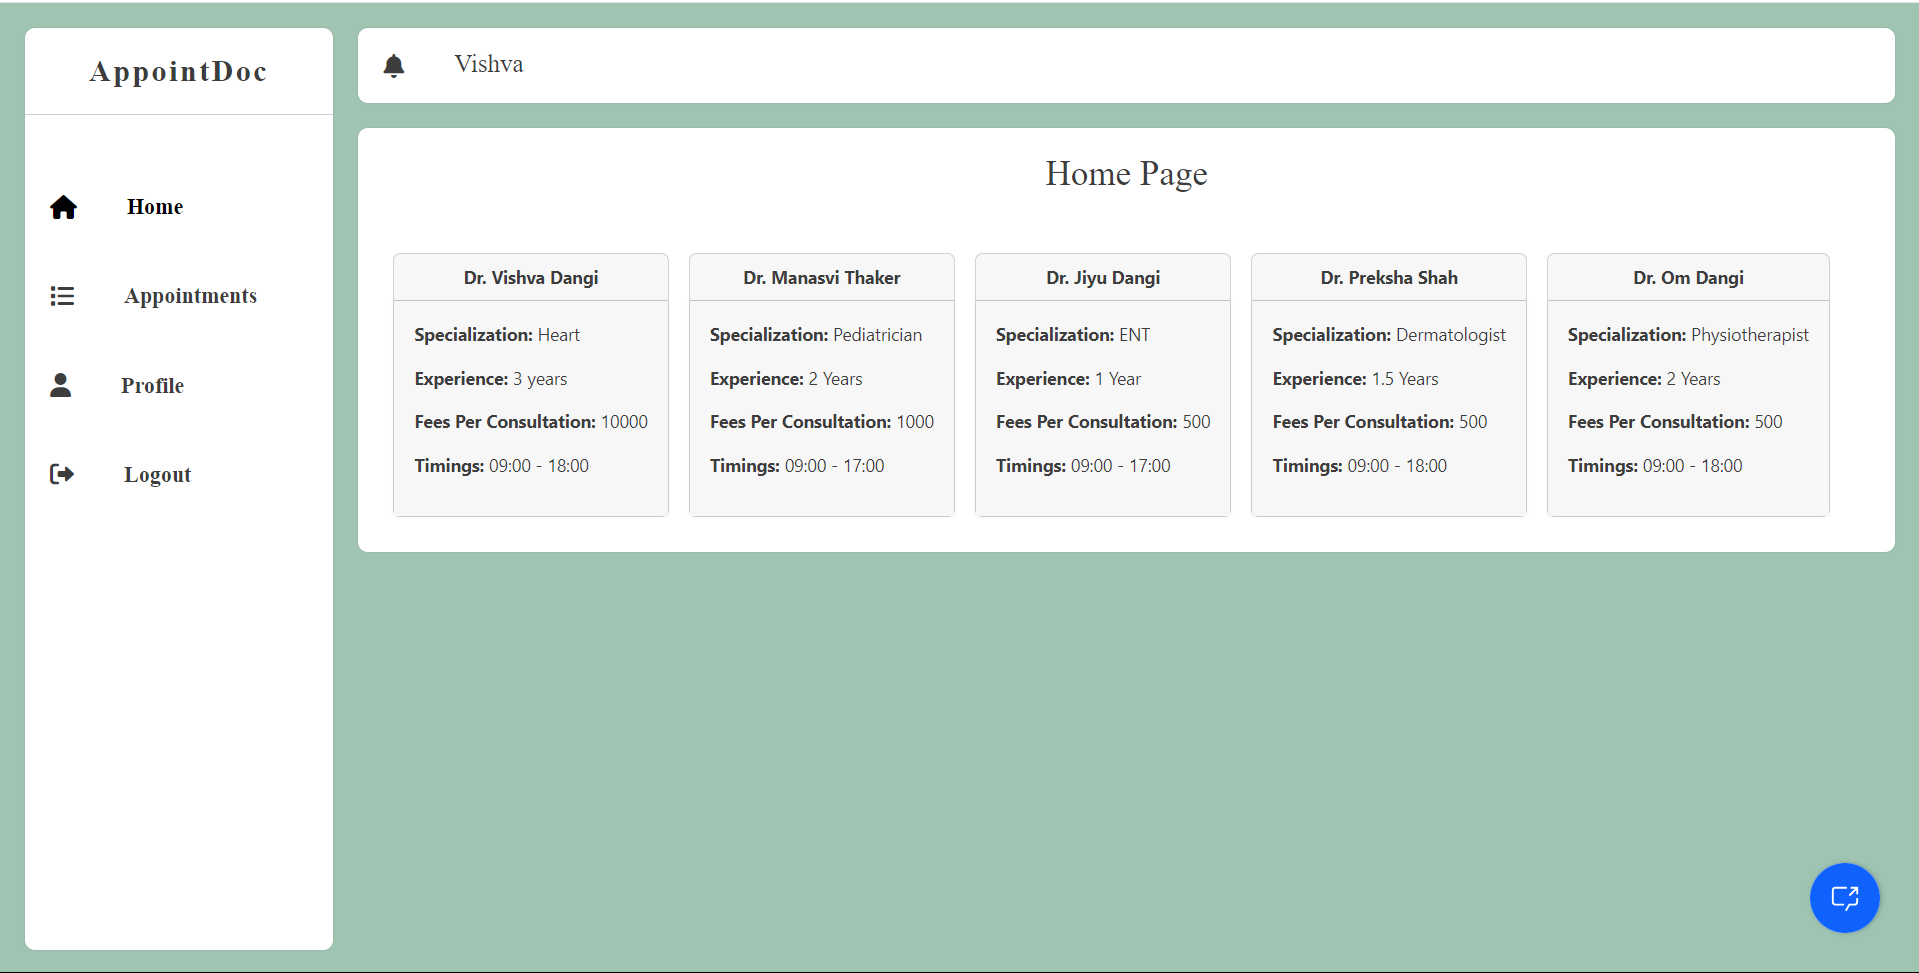 AppointDoc
Home
Appointments
Profile
Logout
Vishva
Home Page
Dr. Vishva Dangi
Specialization: Heart
Experience: 3 years
Fees Per Consultation: 10000
Timings: 09:00 - 18:00
Dr. Manasvi Thaker
Specialization: Pediatrician
Experience: 2 Years
Fees Per Consultation: 1000
Timings: 09:00 - 17:00
Dr. Jiyu Dangi
Specialization: ENT
Experience: 1 Year
Fees Per Consultation: 500
Timings: 09:00 - 17:00
Dr. Preksha Shah
Specialization: Dermatologist
Experience: 1.5 Years
Fees Per Consultation: 500
Timings: 09:00 - 18:00
Dr. Om Dangi
Specialization: Physiotherapist
Experience: 2 Years
Fees Per Consultation: 500
Timings: 09:00 - 18:00